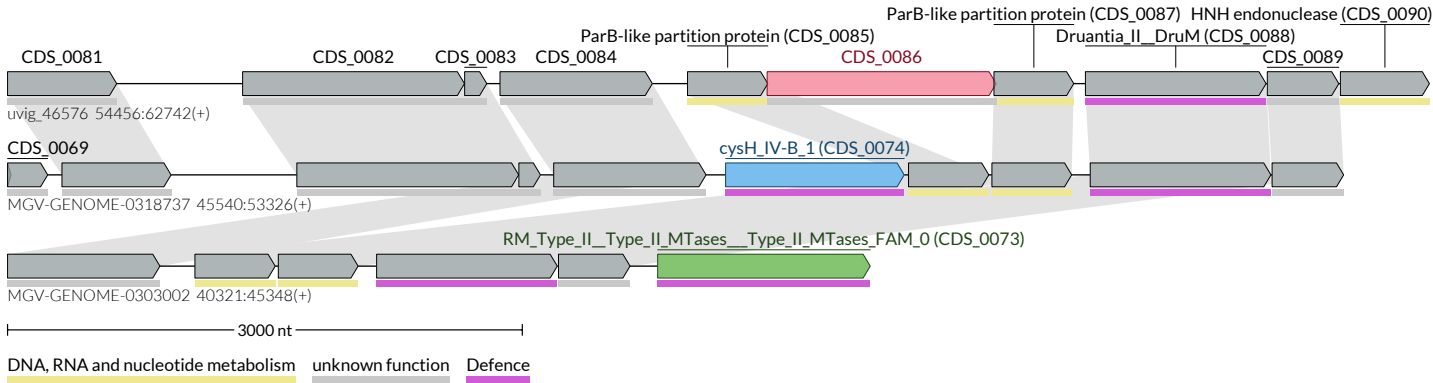 ParB-like partition protein (CDS_0087) HNH endonuclease (CDS_0090)
ParB-like partition protein (CDS_0085) Druantia_II__DruM (CDS_0088)
CDS_0081 CDS_0082 CDS_0083 CDS_0084 CDS_0086 CDS_0089
uvig_46576 54456:62742(+)
CDS_0069 cysH_IV-B_1 (CDS_0074)
MGV-GENOME-0318737 45540:53326(+)
RM_Type_II__Type_II_MTases__Type_II_MTases_FAM_0 (CDS_0073)
MGV-GENOME-0303002 40321:45348(+)
3000 nt
DNA, RNA and nucleotide metabolism unknown function Defence